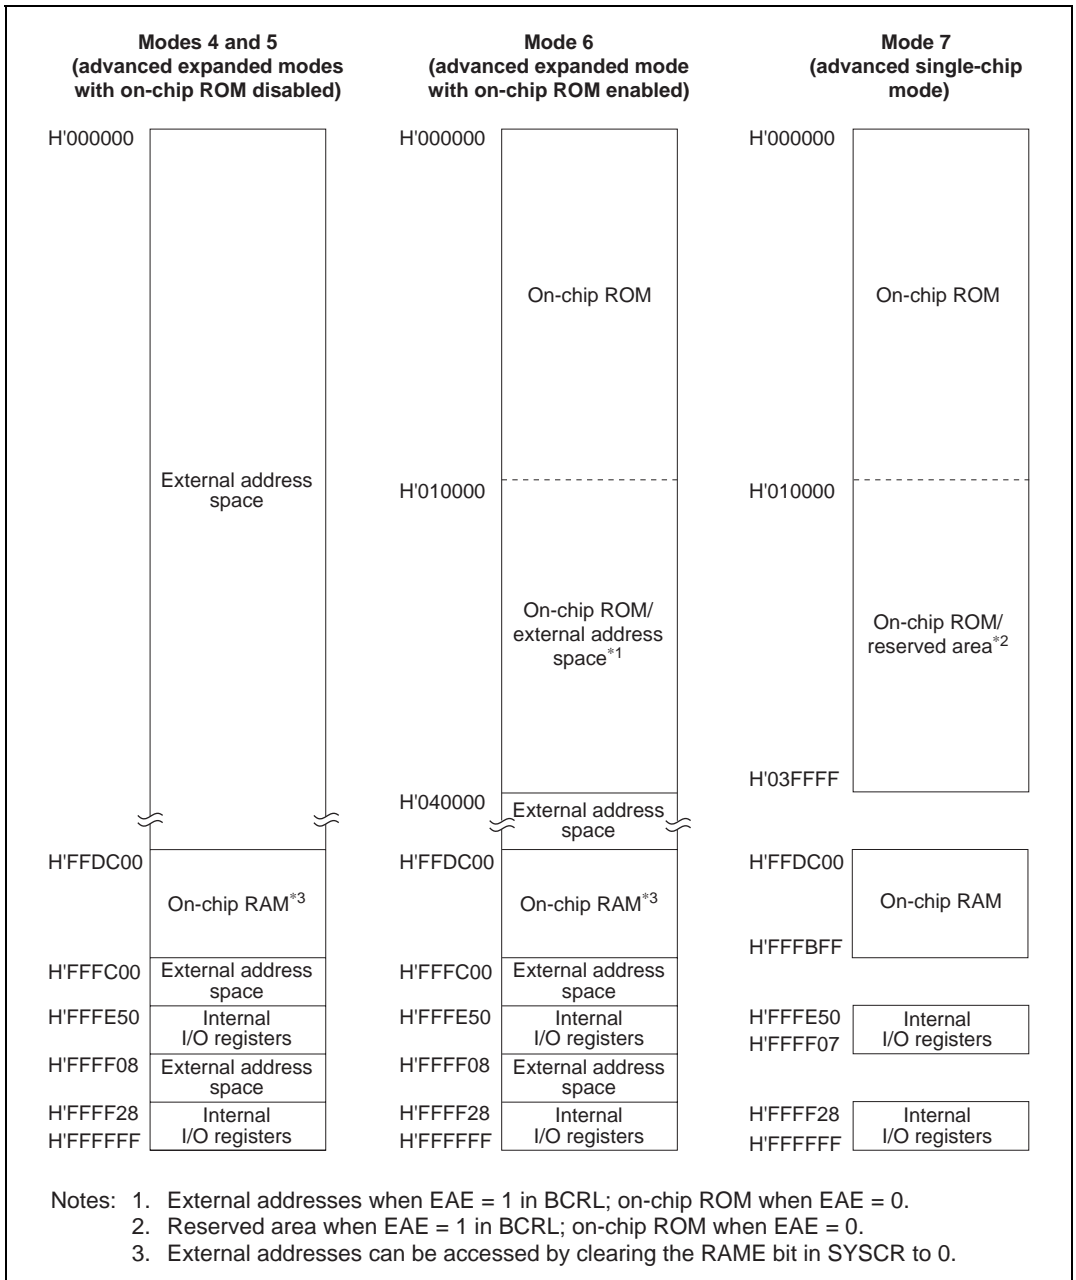 Modes 4 and 5
(advanced expanded modes
with on-chip ROM disabled)
H'000000
External address
space
H'FFDC00
On-chip RAM*3
H'FFFC00
External address
space
H'FFFE50
Internal
I/O registers
H'FFFF08
External address
space
H'FFFF28
Internal
I/O registers
H'FFFFFF
Mode 6
(advanced expanded mode
with on-chip ROM enabled)
H'000000
On-chip ROM
H'010000
On-chip ROM/
external address
space*1
H'040000
External address
space
H'FFDC00
On-chip RAM*3
H'FFFC00
External address
space
H'FFFE50
Internal
I/O registers
H'FFFF08
External address
space
H'FFFF28
Internal
I/O registers
H'FFFFFF
Mode 7
(advanced single-chip
mode)
H'000000
On-chip ROM
H'010000
On-chip ROM/
reserved area*2
H'03FFFF
H'FFDC00
On-chip RAM
H'FFFBFF
H'FFFE50
Internal
I/O registers
H'FFFF07
H'FFFF28
Internal
I/O registers
H'FFFFFF
Notes: 1. External addresses when EAE = 1 in BCRL; on-chip ROM when EAE = 0.
2. Reserved area when EAE = 1 in BCRL; on-chip ROM when EAE = 0.
3. External addresses can be accessed by clearing the RAME bit in SYSCR to 0.